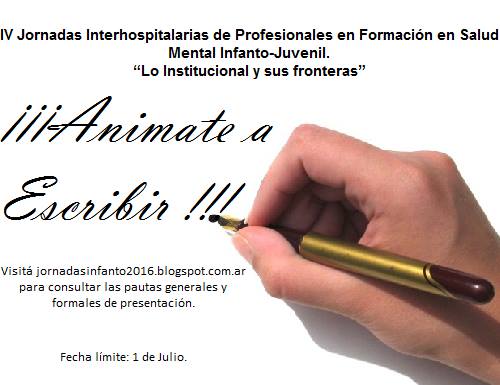 IV Jornadas Interhospitalarias de Profesionales en Formación en Salud
Mental Infanto-Juvenil.
“Lo Institucional y sus fronteras”
¡¡¡Animate a
Escribir !!!
Visitá jornadasinfanto2016.blogspot.com.ar
para consultar las pautas generales y
formales de presentación.
Fecha límite: 1 de Julio.